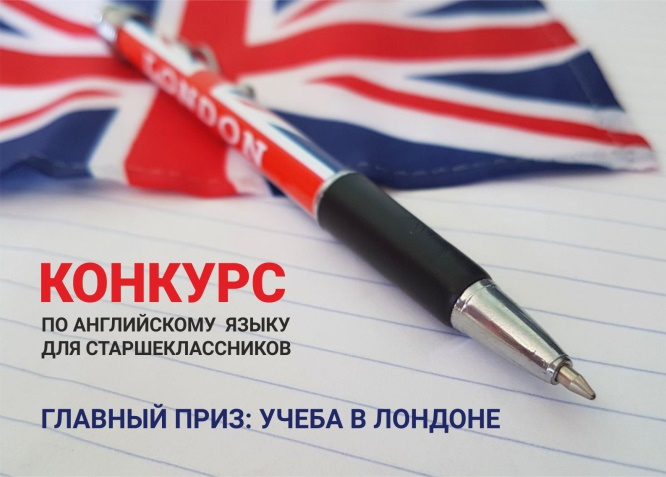 LONDON
КОНКУРС
ПО АНГЛИЙСКОМУ ЯЗЫКУ
ДЛЯ СТАРШЕКЛАССНИКОВ
ГЛАВНЫЙ ПРИЗ: УЧЕБА В ЛОНДОНЕ